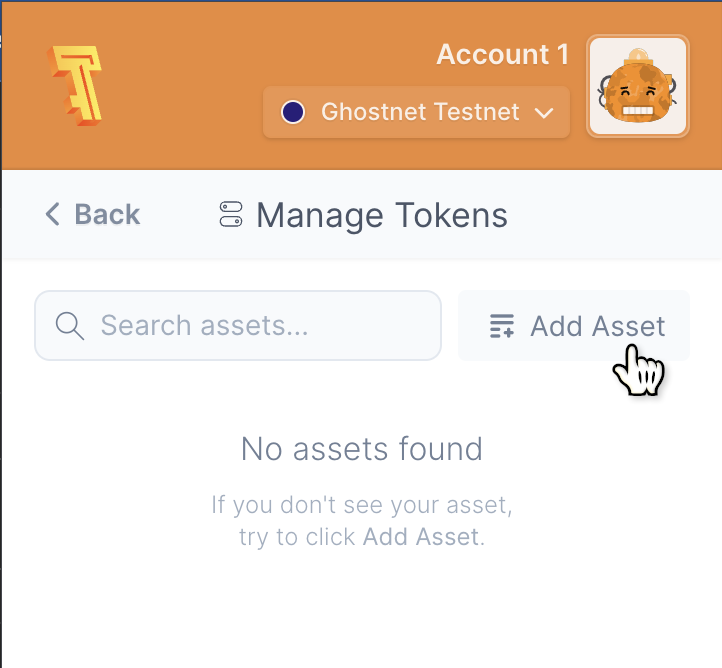 Account 1
Ghostnet Testnet
Back
Manage Tokens
Search assets...
Add Asset
No assets found
If you don't see your asset,
try to click Add Asset.